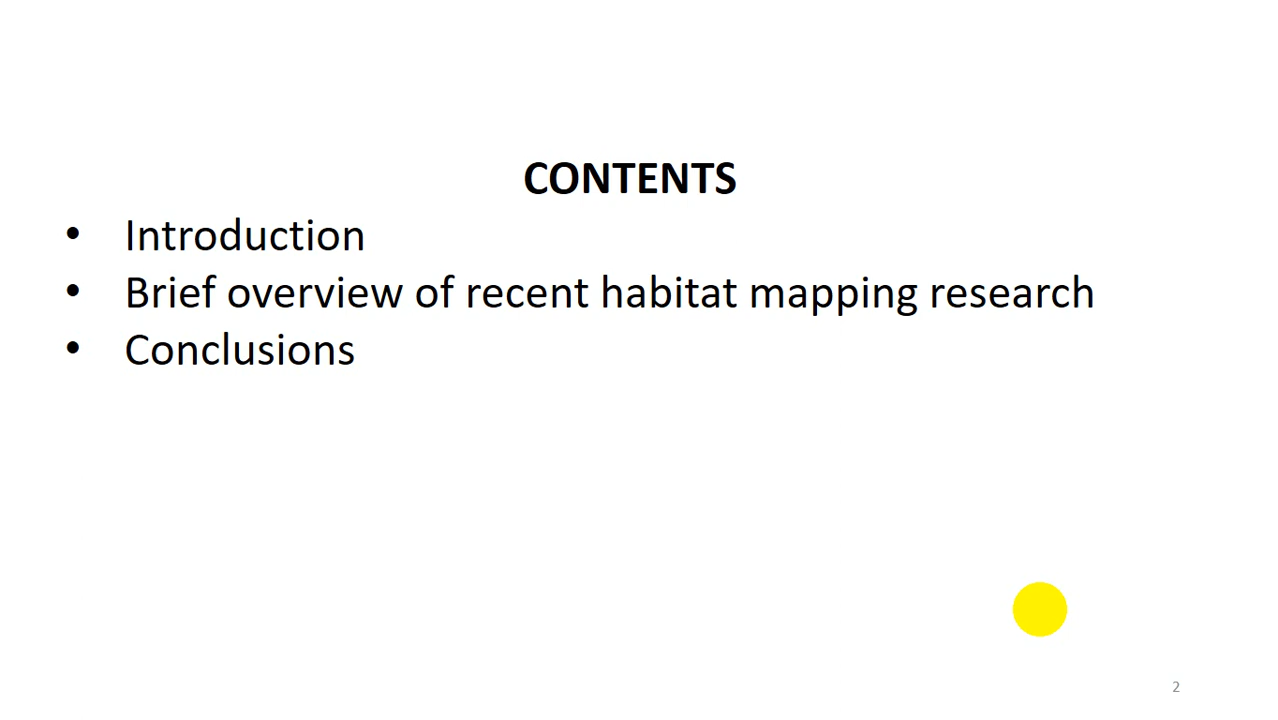 CONTENTS
• Introduction
• Brief overview of recent habitat mapping research
• Conclusions
2